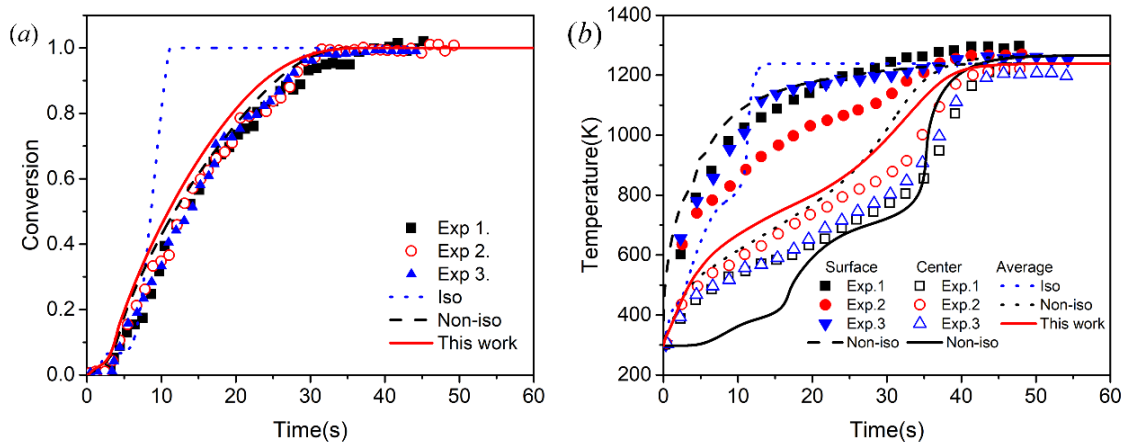 (a)
1.0
0.8
0.6
0.4
0.2
0.0
Conversion
0 10 20 30 40 50 60
Time(s)
Exp 1.
Exp 2.
Exp 3.
Iso
Non-iso
This work
(b)
1400
1200
1000
800
600
400
200
Temperature(K)
0 10 20 30 40 50 60
Time(s)
Surface Center Average
Exp.1 Exp.1 Iso
Exp.2 Exp.2 Non-iso
Exp.3 Exp.3 This work
Non-iso Non-iso